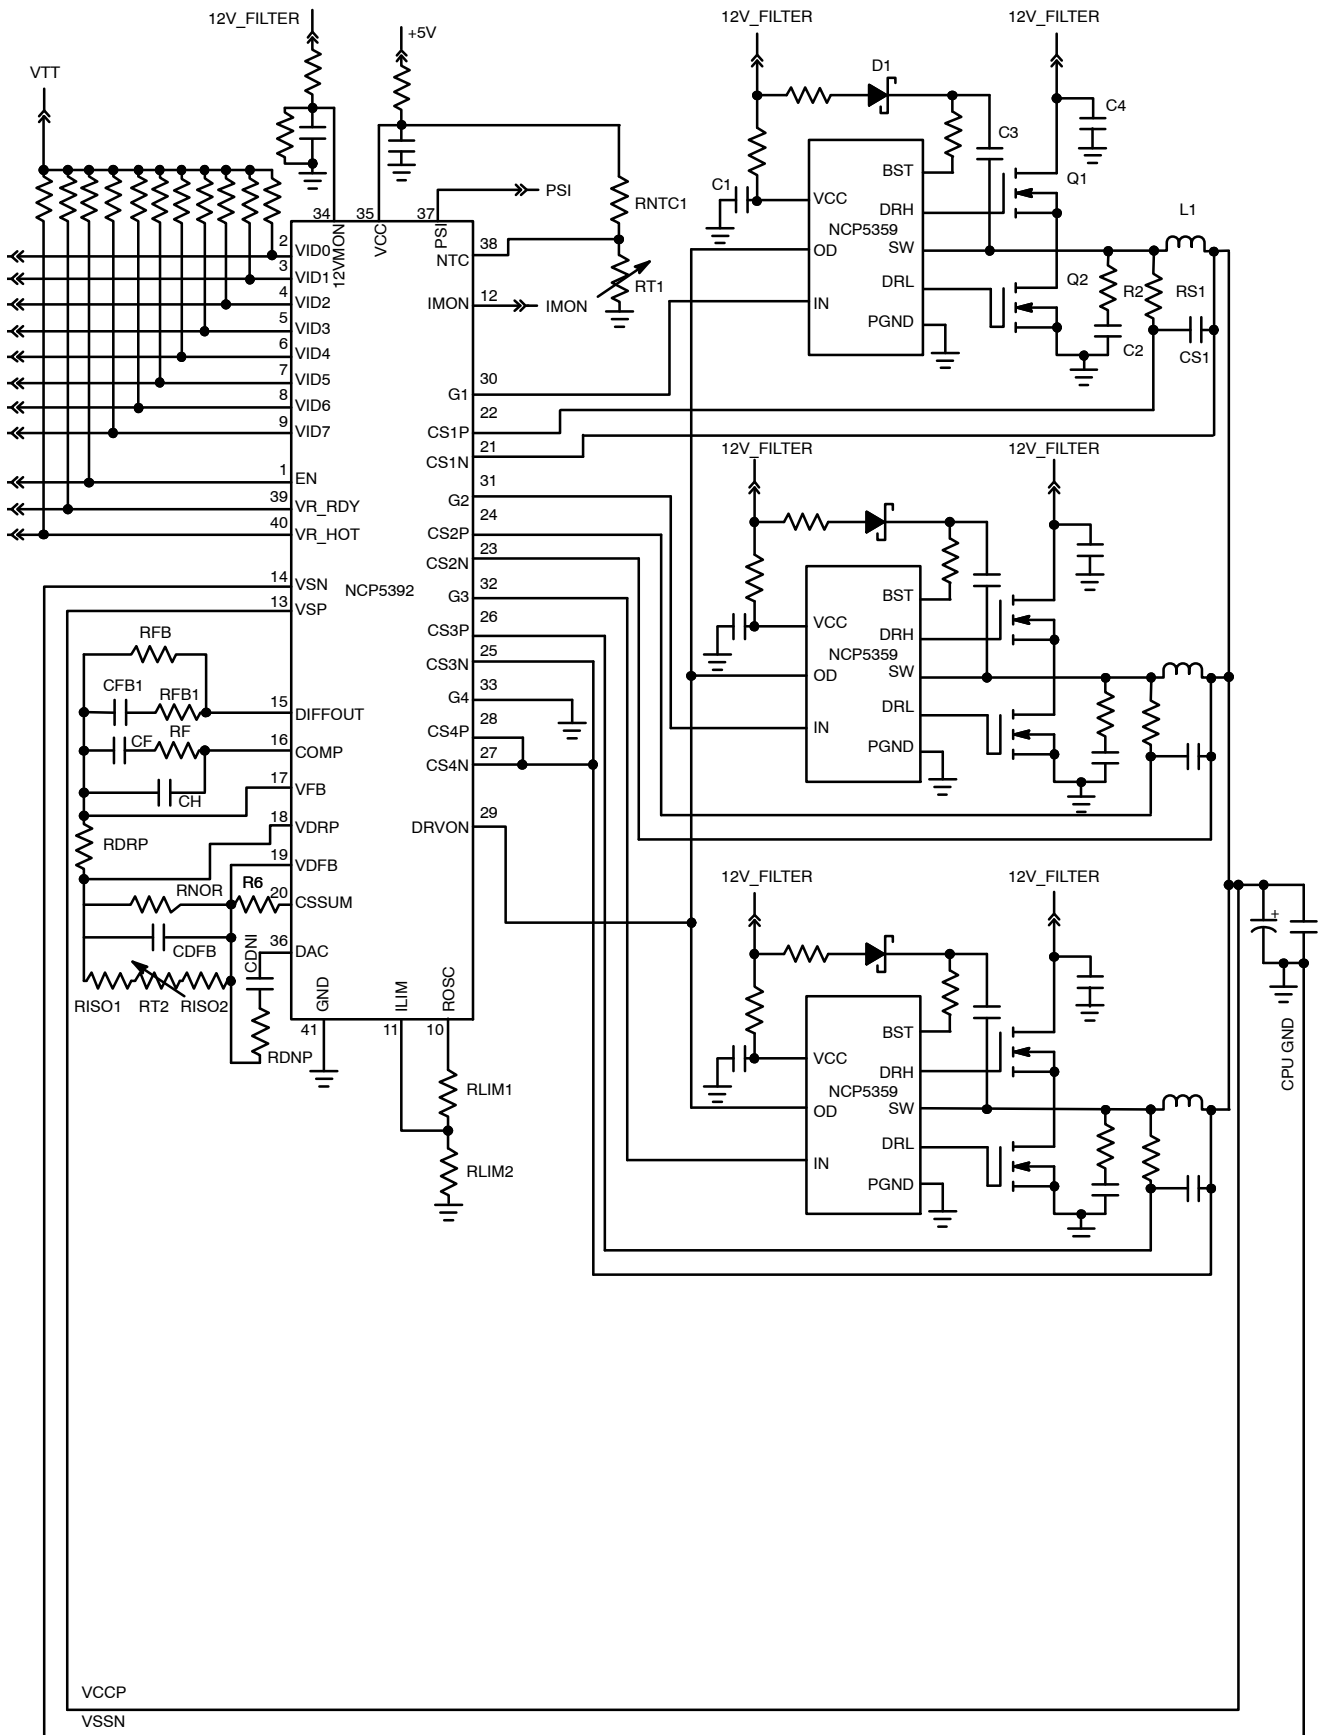 12V_FILTER
+5V
VTT
12V_FILTER
12V_FILTER
D1
C4
C3
C1
VCC
BST
DRH
NCP5359
SW
OD
DRL
IN
PGND
Q1
L1
Q2
R2
RS1
C2
CS1
PSI
RNTC1
RT1
IMON
34
35
37
12VMON
VCC
PSI
2
VID0
3
VID1
4
VID2
5
VID3
6
VID4
7
VID5
8
VID6
9
VID7
1
EN
39
VR_RDY
40
VR_HOT
14
VSN
NCP5392
13
VSP
38
NTC
12
IMON
30
G1
22
CS1P
21
CS1N
31
G2
24
CS2P
23
CS2N
32
G3
26
CS3P
25
CS3N
33
G4
28
CS4P
27
CS4N
29
DRVON
RFB
CFB1
RFB1
15
DIFFOUT
CF
RF
16
COMP
CH
17
VFB
18
VDRP
RDRP
19
VDFB
RNOR
R6
20
CSSUM
CDFB
CDNI
36
DAC
RISO1
RT2
RISO2
RDNP
GND
ILIM
ROSC
41
11
10
RLIM1
RLIM2
12V_FILTER
12V_FILTER
VCC
BST
DRH
NCP5359
SW
OD
DRL
IN
PGND
12V_FILTER
12V_FILTER
VCC
BST
DRH
NCP5359
SW
OD
DRL
IN
PGND
+
CPU GND
VCCP
VSSN